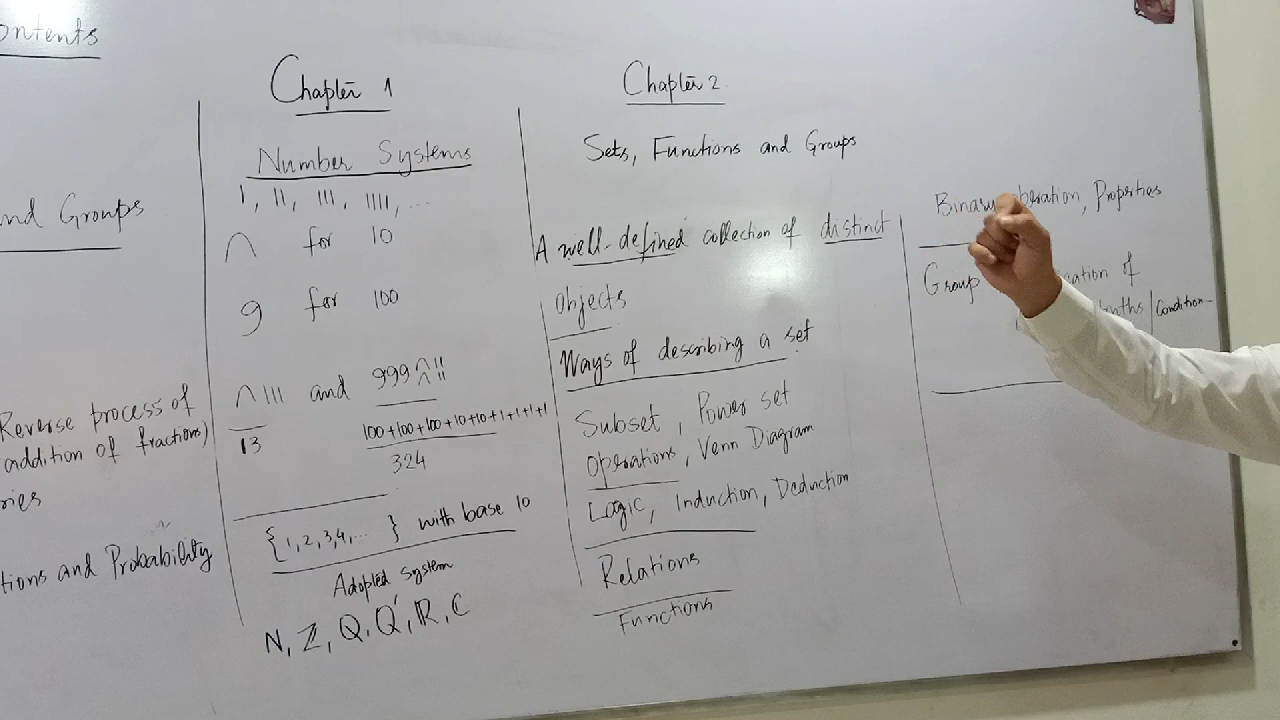 ontents
nd Groups
Reverse process of
addition of fractions)
ries
tions and Probability
Chapter 1
Number Systems
1, 11, 111, 1111, ...
∩ for 10
9 for 100
∩111 and 999∩∩1111
13
100+100+100+10+10+1+1+1+1
324
{1,2,3,4,...} with base 10
Adopted System
N, ℤ, Q, Q', ℝ, C
Chapter 2
Sets, Functions and Groups
A well-defined collection of distinct
objects
Ways of describing a set
Subset, Power set
Operations, Venn Diagram
Logic, Induction, Deduction
Relations
Functions
Binary operation, Properties
Group ation of
/Condition